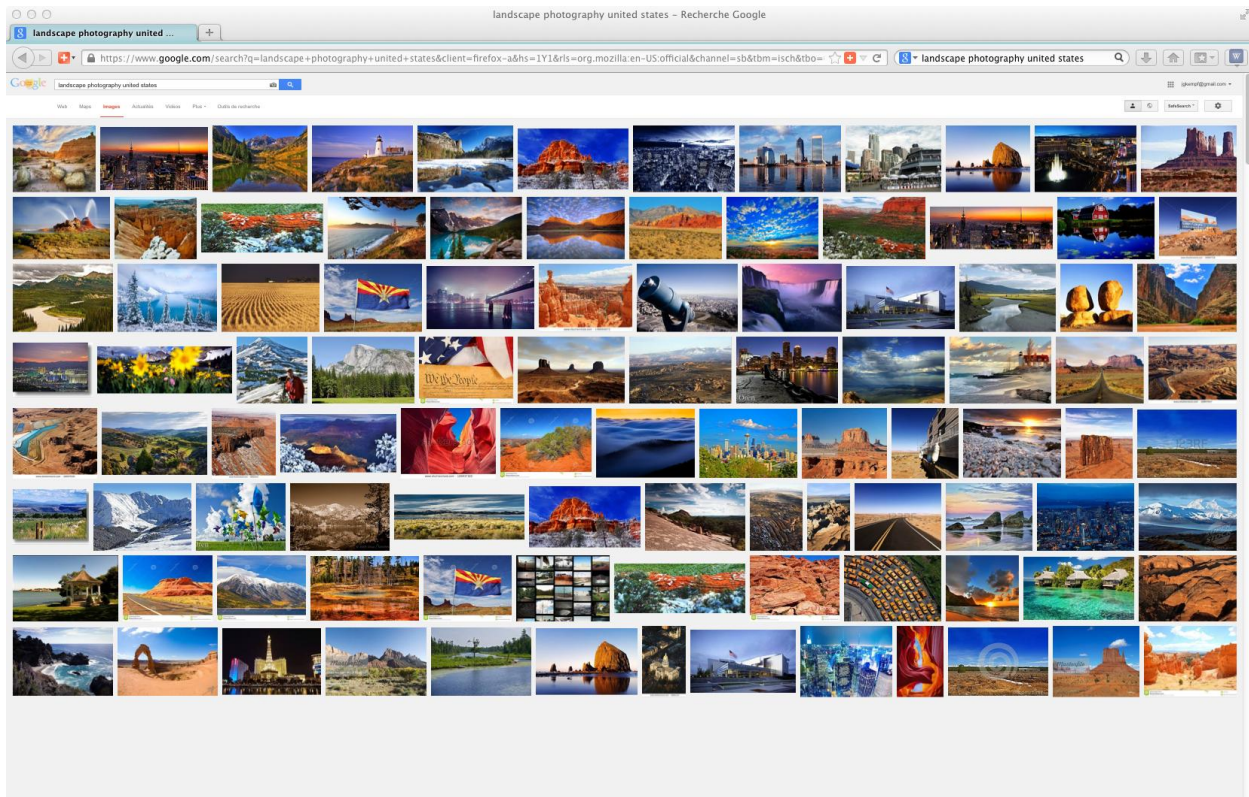 landscape photography united states – Recherche Google
landscape photography united ...
https://www.google.com/search?q=landscape+photography+united+states&client=firefox-a&hs=1Y1&rls=org.mozilla:en-US:official&channel=sb&tbm=isch&tbo=
landscape photography united states
Google
landscape photography united states
Web Maps Images Actualités Vidéos Plus Outils de recherche
SafeSearch
We the People